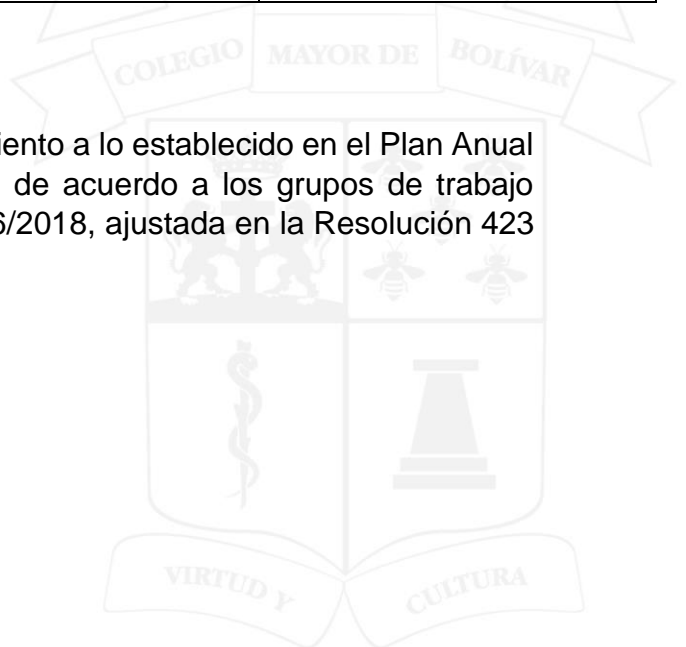 COLEGIO MAYOR DE BOLÍVAR
iento a lo establecido en el Plan Anual
de acuerdo a los grupos de trabajo
6/2018, ajustada en la Resolución 423
VIRTUD Y CULTURA